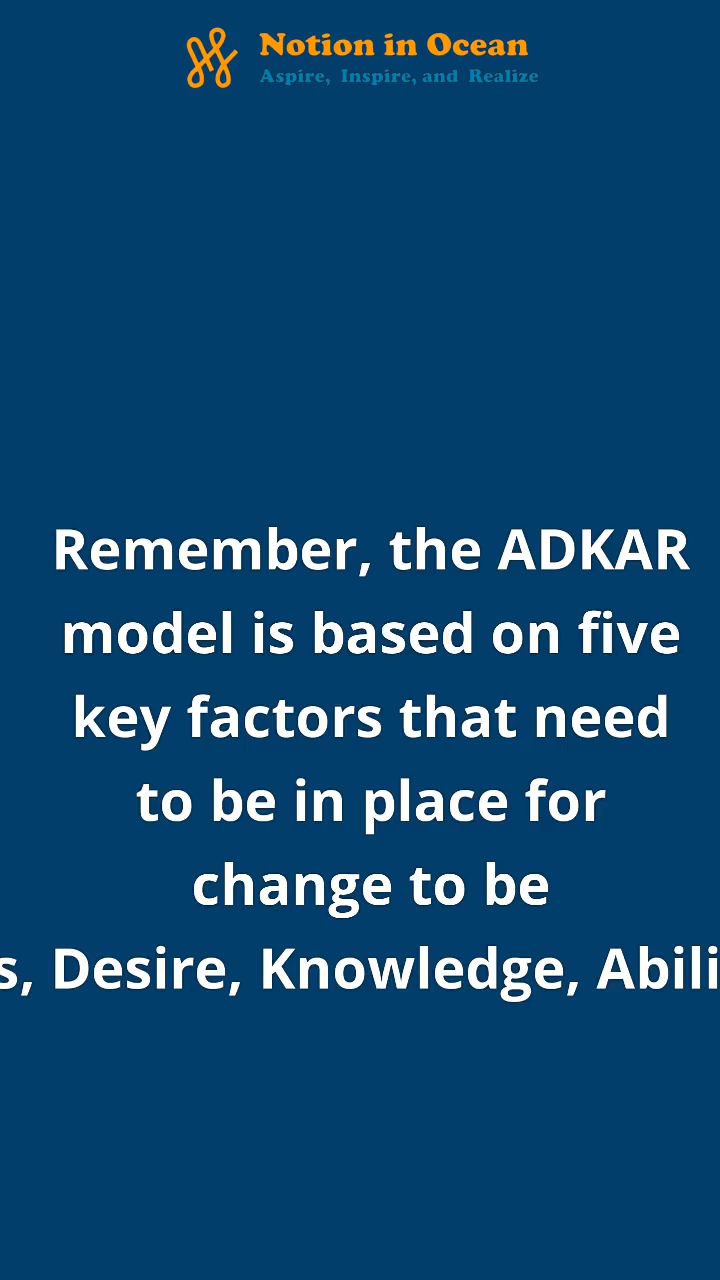 Notion in Ocean
Aspire, Inspire, and Realize
Remember, the ADKAR
model is based on five
key factors that need
to be in place for
change to be
s, Desire, Knowledge, Abili